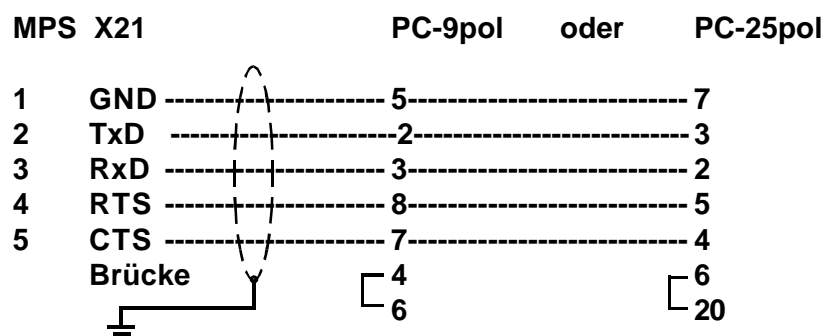 MPS X21 PC-9pol oder PC-25pol
1 GND 5 7
2 TxD 2 3
3 RxD 3 2
4 RTS 8 5
5 CTS 7 4
Brücke 4 6
6 20